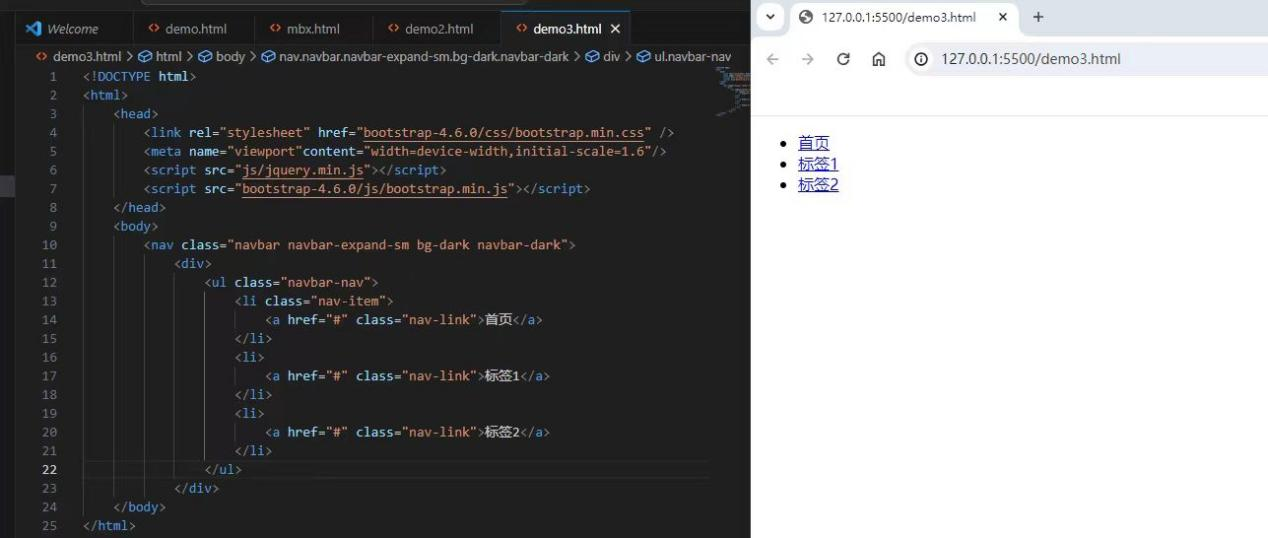 Welcome demo.html mbx.html demo2.html demo3.html
demo3.html > html > body > nav.navbar.navbar-expand-sm.bg-dark.navbar-dark > div > ul.navbar-nav
1 <!DOCTYPE html>
2 <html>
3 <head>
4 <link rel="stylesheet" href="bootstrap-4.6.0/css/bootstrap.min.css" />
5 <meta name="viewport"content="width=device-width,initial-scale=1.6"/>
6 <script src="js/jquery.min.js"></script>
7 <script src="bootstrap-4.6.0/js/bootstrap.min.js"></script>
8 </head>
9 <body>
10 <nav class="navbar navbar-expand-sm bg-dark navbar-dark">
11 <div>
12 <ul class="navbar-nav">
13 <li class="nav-item">
14 <a href="#" class="nav-link">首页</a>
15 </li>
16 <li>
17 <a href="#" class="nav-link">标签1</a>
18 </li>
19 <li>
20 <a href="#" class="nav-link">标签2</a>
21 </li>
22 </ul>
23 </div>
24 </body>
25 </html>
127.0.0.1:5500/demo3.html
127.0.0.1:5500/demo3.html
首页
标签1
标签2